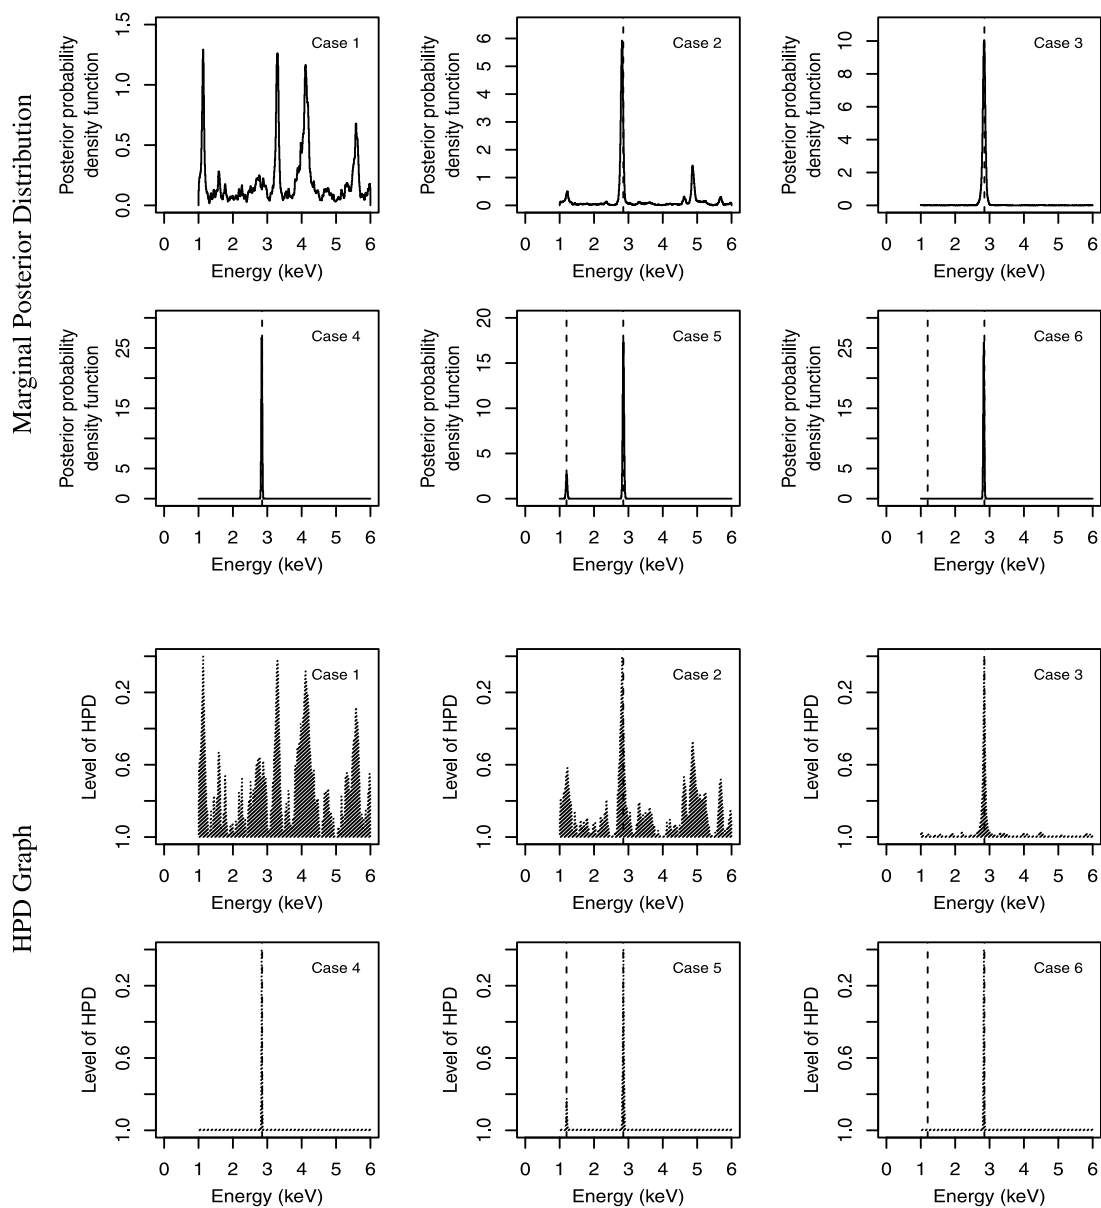 Marginal Posterior Distribution
Posterior probability
density function
0.0 0.5 1.0 1.5
Case 1
0 1 2 3 4 5 6
Energy (keV)
Posterior probability
density function
0 1 2 3 4 5 6
Case 2
0 1 2 3 4 5 6
Energy (keV)
Posterior probability
density function
0 2 4 6 8 10
Case 3
0 1 2 3 4 5 6
Energy (keV)
Posterior probability
density function
0 5 15 25
Case 4
0 1 2 3 4 5 6
Energy (keV)
Posterior probability
density function
0 5 10 15 20
Case 5
0 1 2 3 4 5 6
Energy (keV)
Posterior probability
density function
0 5 15 25
Case 6
0 1 2 3 4 5 6
Energy (keV)
HPD Graph
Level of HPD
1.0 0.6 0.2
Case 1
0 1 2 3 4 5 6
Energy (keV)
Level of HPD
1.0 0.6 0.2
Case 2
0 1 2 3 4 5 6
Energy (keV)
Level of HPD
1.0 0.6 0.2
Case 3
0 1 2 3 4 5 6
Energy (keV)
Level of HPD
1.0 0.6 0.2
Case 4
0 1 2 3 4 5 6
Energy (keV)
Level of HPD
1.0 0.6 0.2
Case 5
0 1 2 3 4 5 6
Energy (keV)
Level of HPD
1.0 0.6 0.2
Case 6
0 1 2 3 4 5 6
Energy (keV)